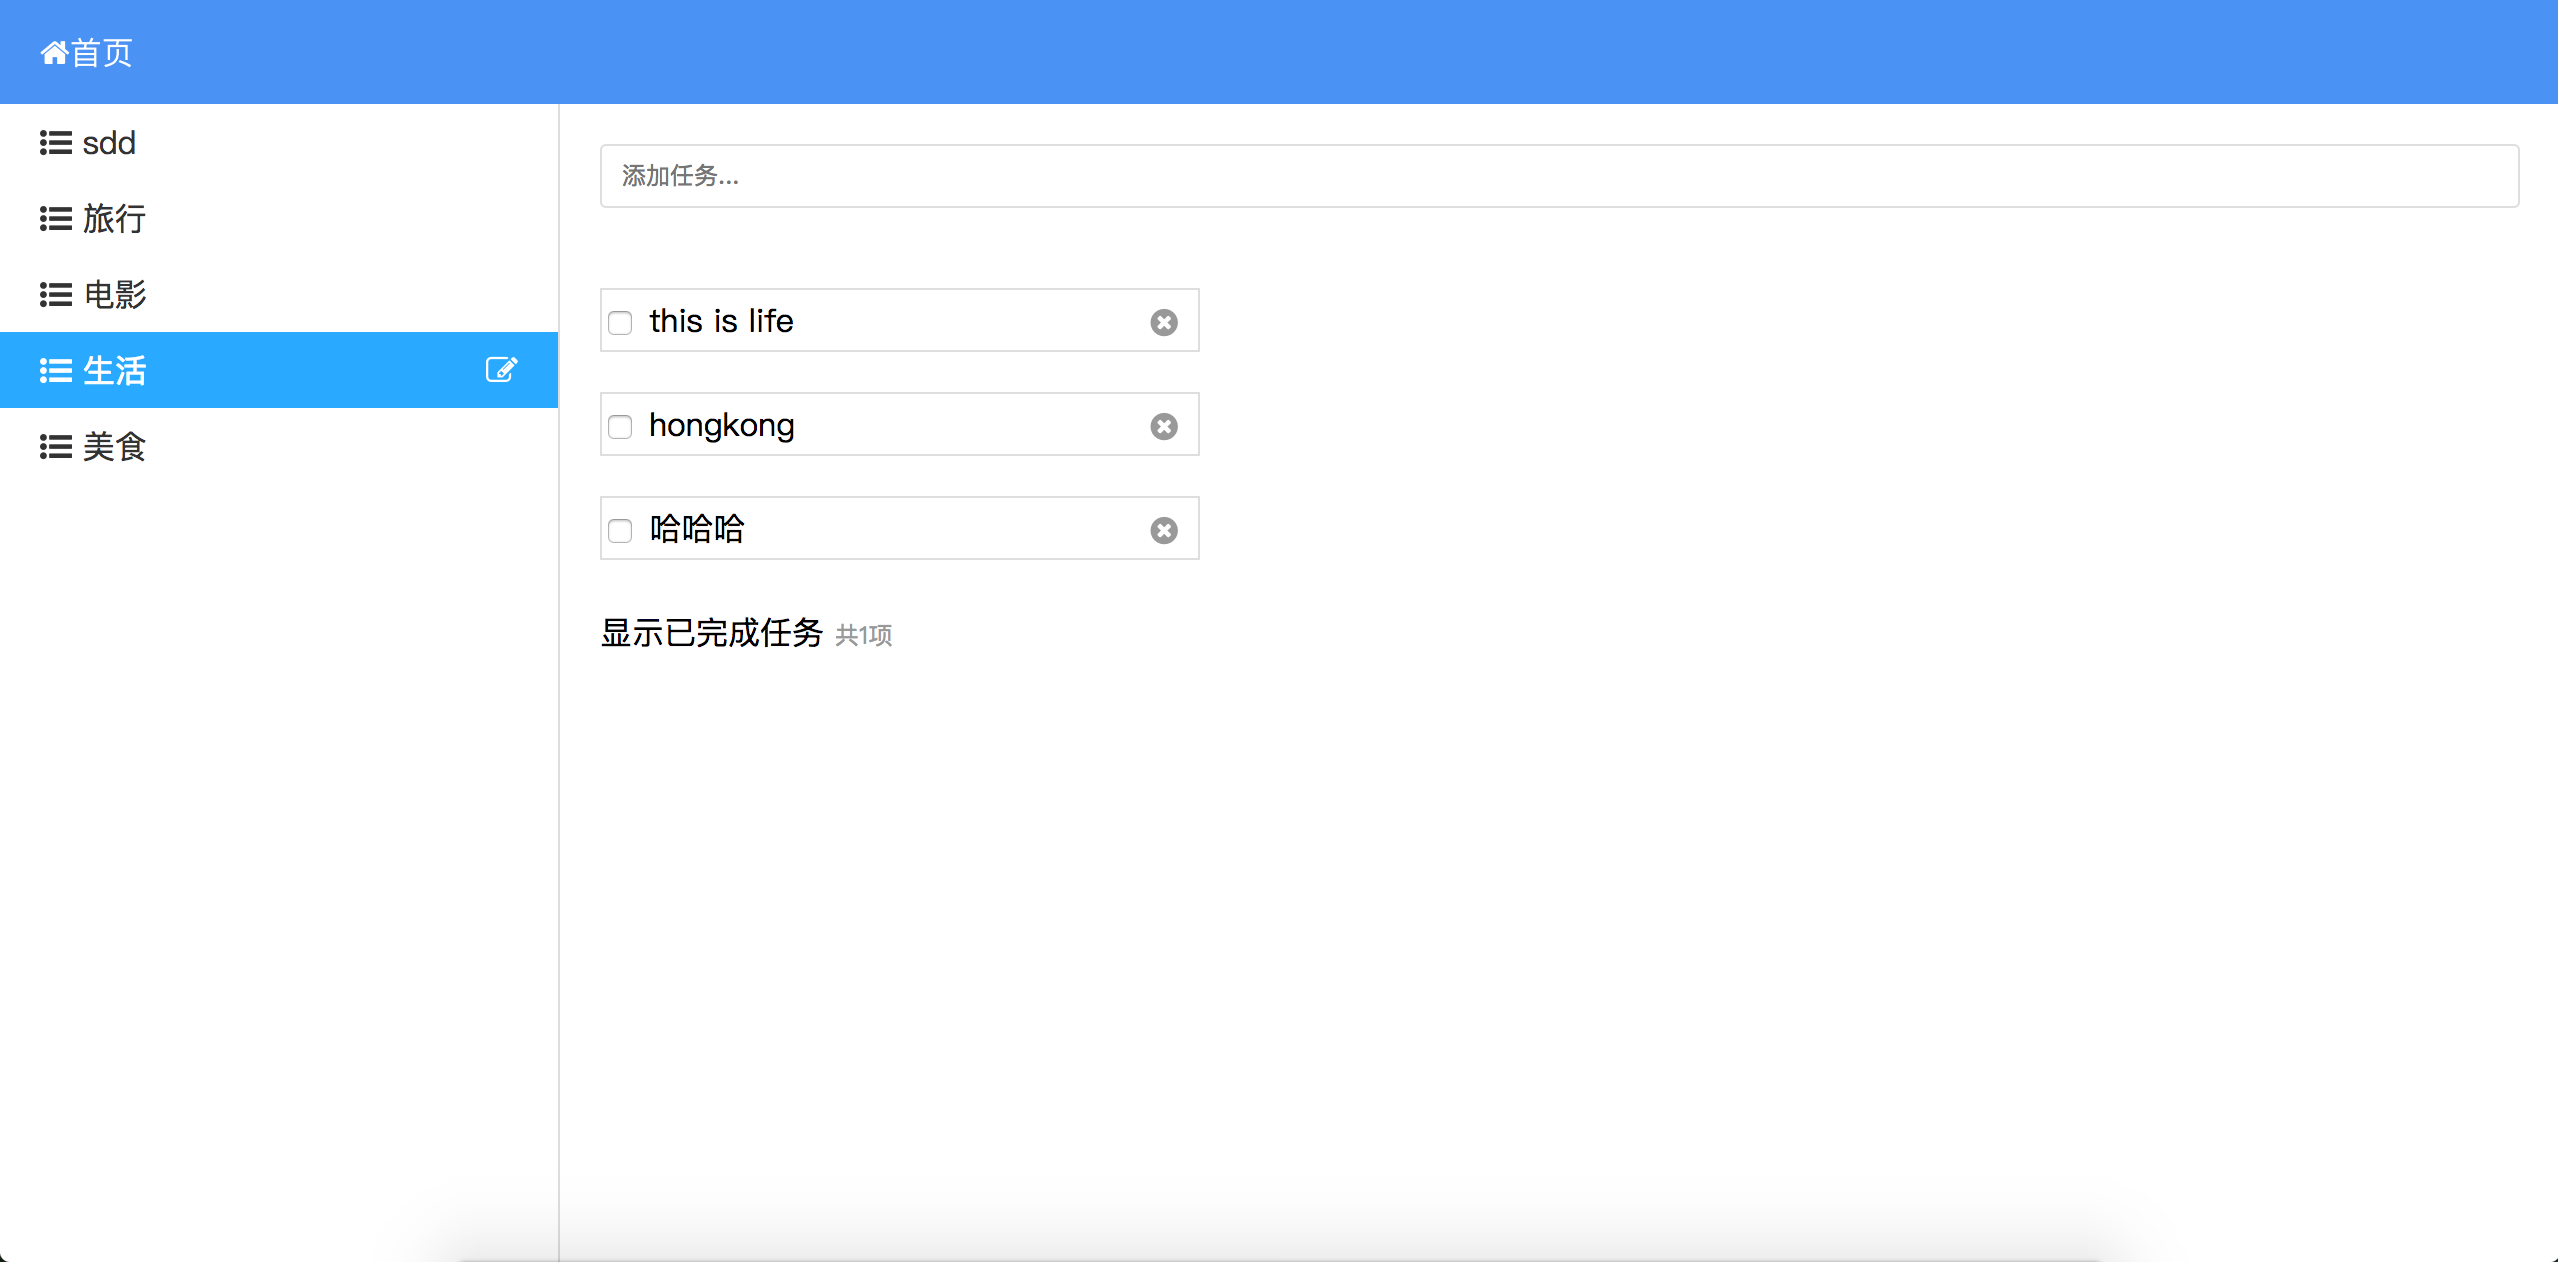 首页
sdd
旅行
电影
生活
美食
添加任务...
this is life
hongkong
哈哈哈
显示已完成任务 共1项